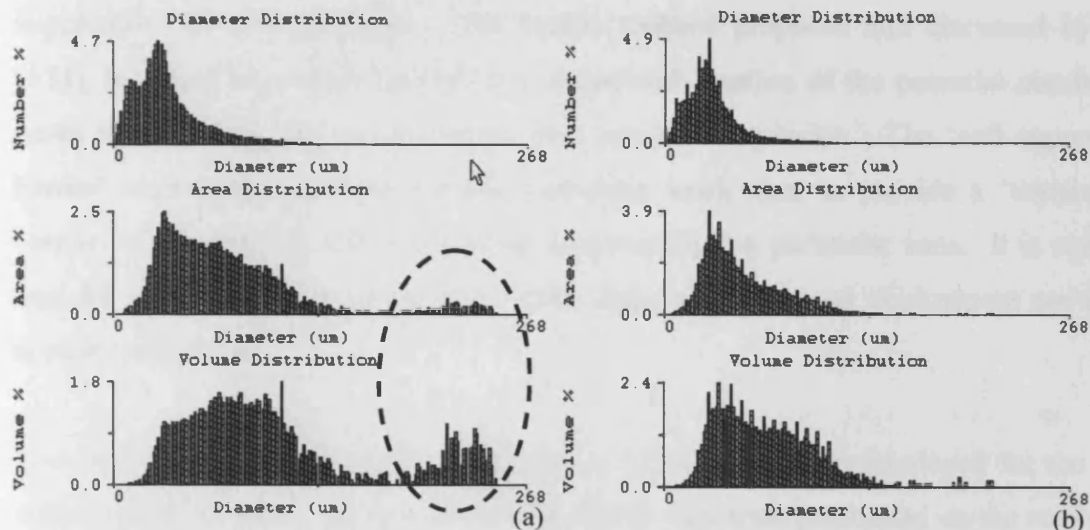 Diameter Distribution
4.7
Number %
0.0
0
268
Diameter (um)
Area Distribution
2.5
Area %
0.0
0
268
Diameter (um)
Volume Distribution
1.8
Volume %
0.0
0
268
Diameter (um)
(a)
Diameter Distribution
4.9
Number %
0.0
0
268
Diameter (um)
Area Distribution
3.9
Area %
0.0
0
268
Diameter (um)
Volume Distribution
2.4
Volume %
0.0
0
268
Diameter (um)
(b)